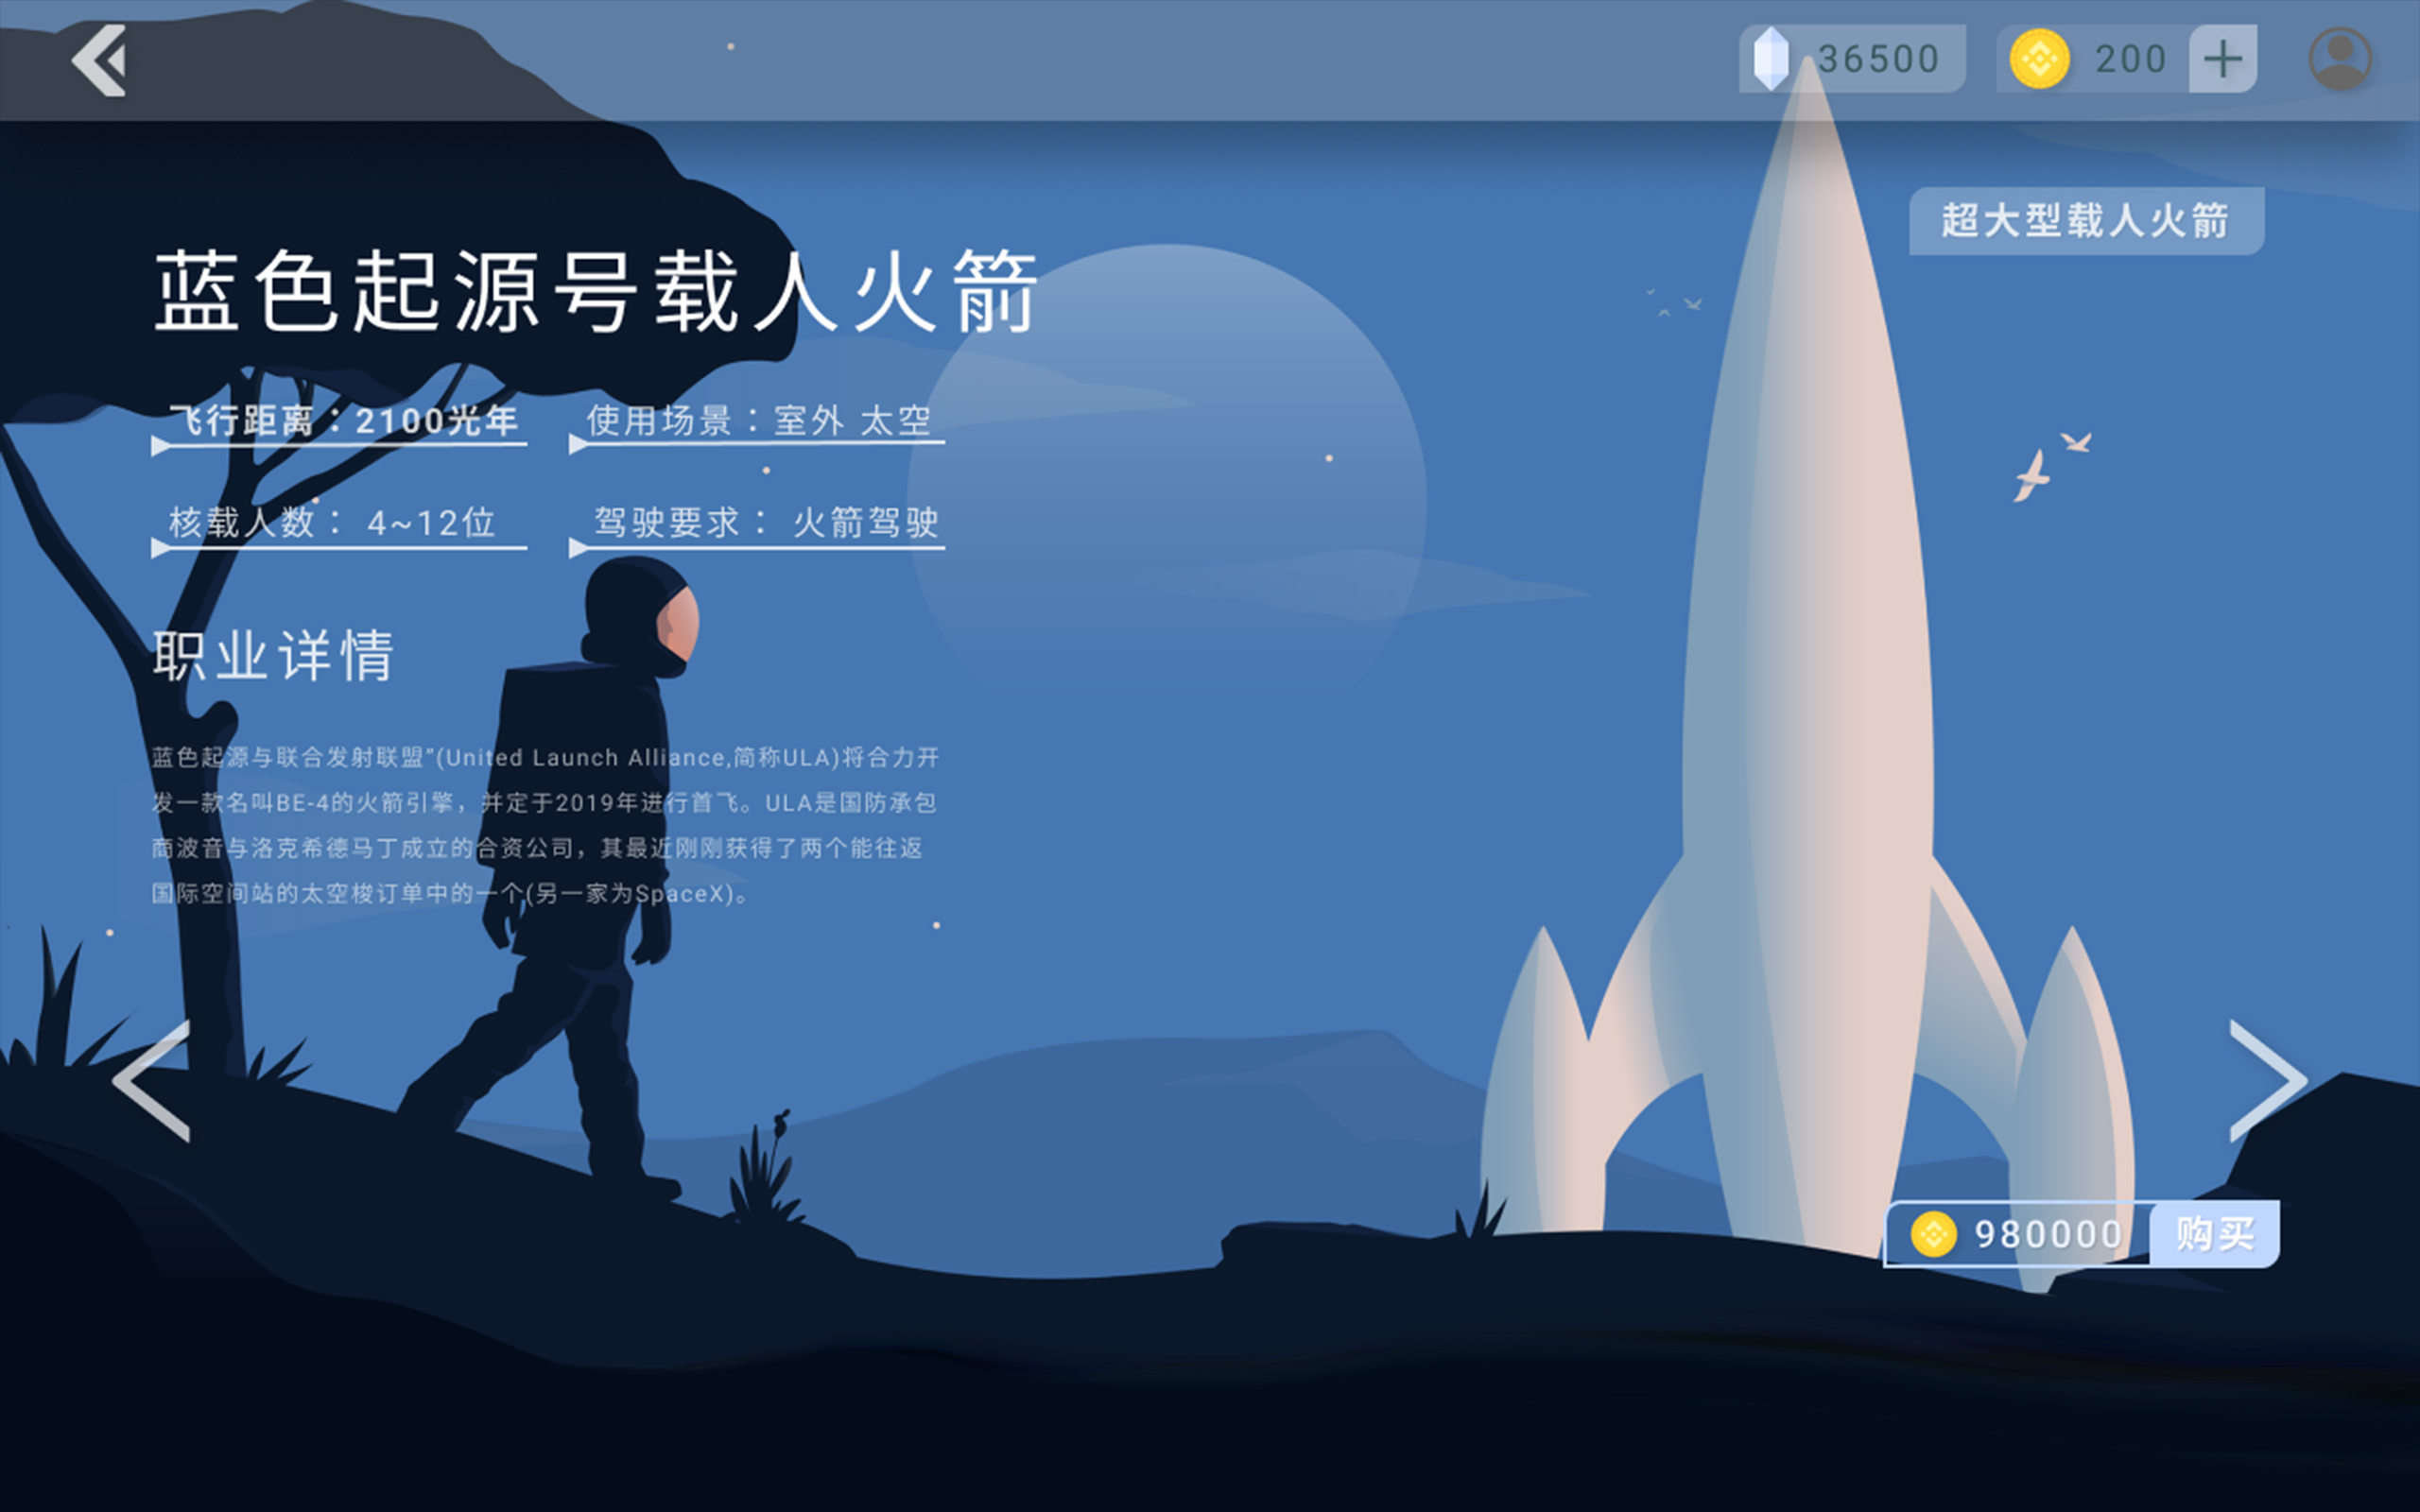 36500
200
超大型载人火箭
蓝色起源号载人火箭
飞行距离：2100光年
使用场景：室外 太空
核载人数： 4~12位
驾驶要求： 火箭驾驶
职业详情
蓝色起源与联合发射联盟”(United Launch Alliance,简称ULA)将合力开
发一款名叫BE-4的火箭引擎，并定于2019年进行首飞。ULA是国防承包
商波音与洛克希德马丁成立的合资公司，其最近刚刚获得了两个能往返
国际空间站的太空梭订单中的一个(另一家为SpaceX)。
980000
购买